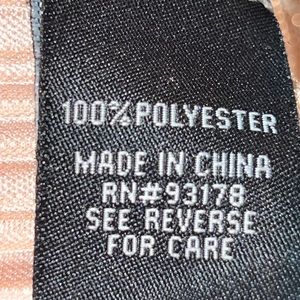 100%POLYESTER
MADE IN CHINA
RN#93178
SEE REVERSE
FOR CARE